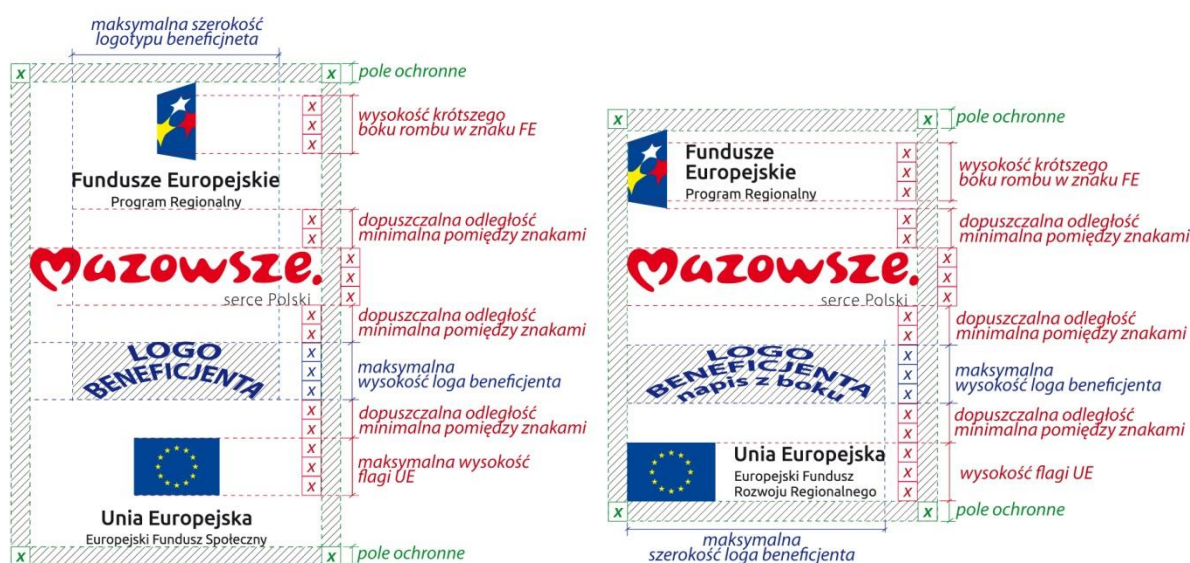 maksymalna szerokość
logotypu beneficjneta
x
x
pole ochronne
x
x
x
wysokość krótszego
boku rombu w znaku FE
Fundusze Europejskie
Program Regionalny
x
x
dopuszczalna odległość
minimalna pomiędzy znakami
mazowsze.
serce Polski
x
x
x
x
x
dopuszczalna odległość
minimalna pomiędzy znakami
LOGO
BENEFICJENTA
x
x
x
maksymalna
wysokość loga beneficjenta
x
x
dopuszczalna odległość
minimalna pomiędzy znakami
x
x
x
maksymalna wysokość
flagi UE
Unia Europejska
Europejski Fundusz Społeczny
x
x
pole ochronne
x
x
pole ochronne
Fundusze
Europejskie
Program Regionalny
x
x
x
wysokość krótszego
boku rombu w znaku FE
x
x
dopuszczalna odległość
minimalna pomiędzy znakami
mazowsze.
serce Polski
x
x
x
x
x
dopuszczalna odległość
minimalna pomiędzy znakami
LOGO
BENEFICJENTA
napis z boku
x
x
x
maksymalna
wysokość loga beneficjenta
x
x
dopuszczalna odległość
minimalna pomiędzy znakami
Unia Europejska
Europejski Fundusz
Rozwoju Regionalnego
x
x
x
wysokość flagi UE
x
x
pole ochronne
maksymalna
szerokość loga beneficjenta